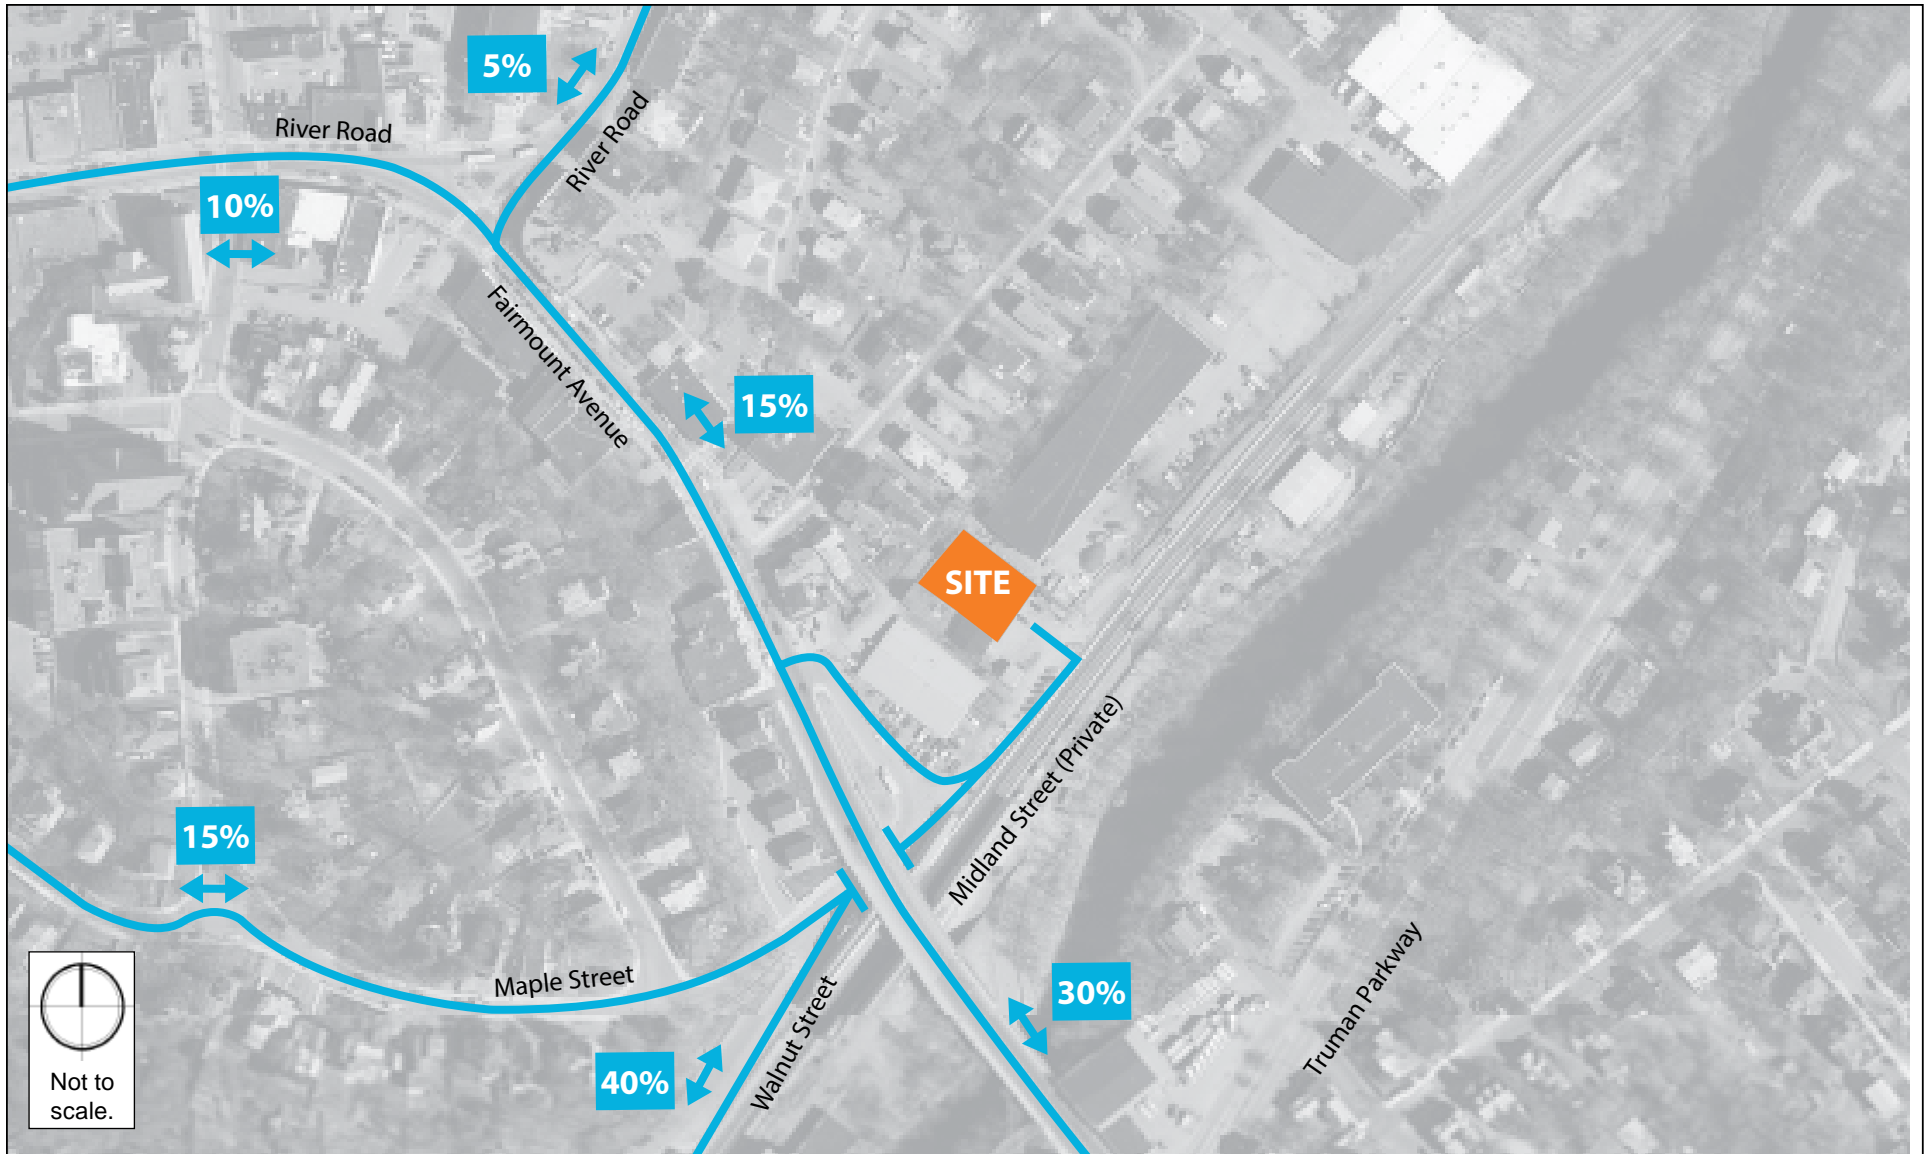 5%
River Road
River Road
10%
Fairmount Avenue
15%
SITE
Midland Street (Private)
15%
Maple Street
Walnut Street
30%
Truman Parkway
40%
Not to
scale.